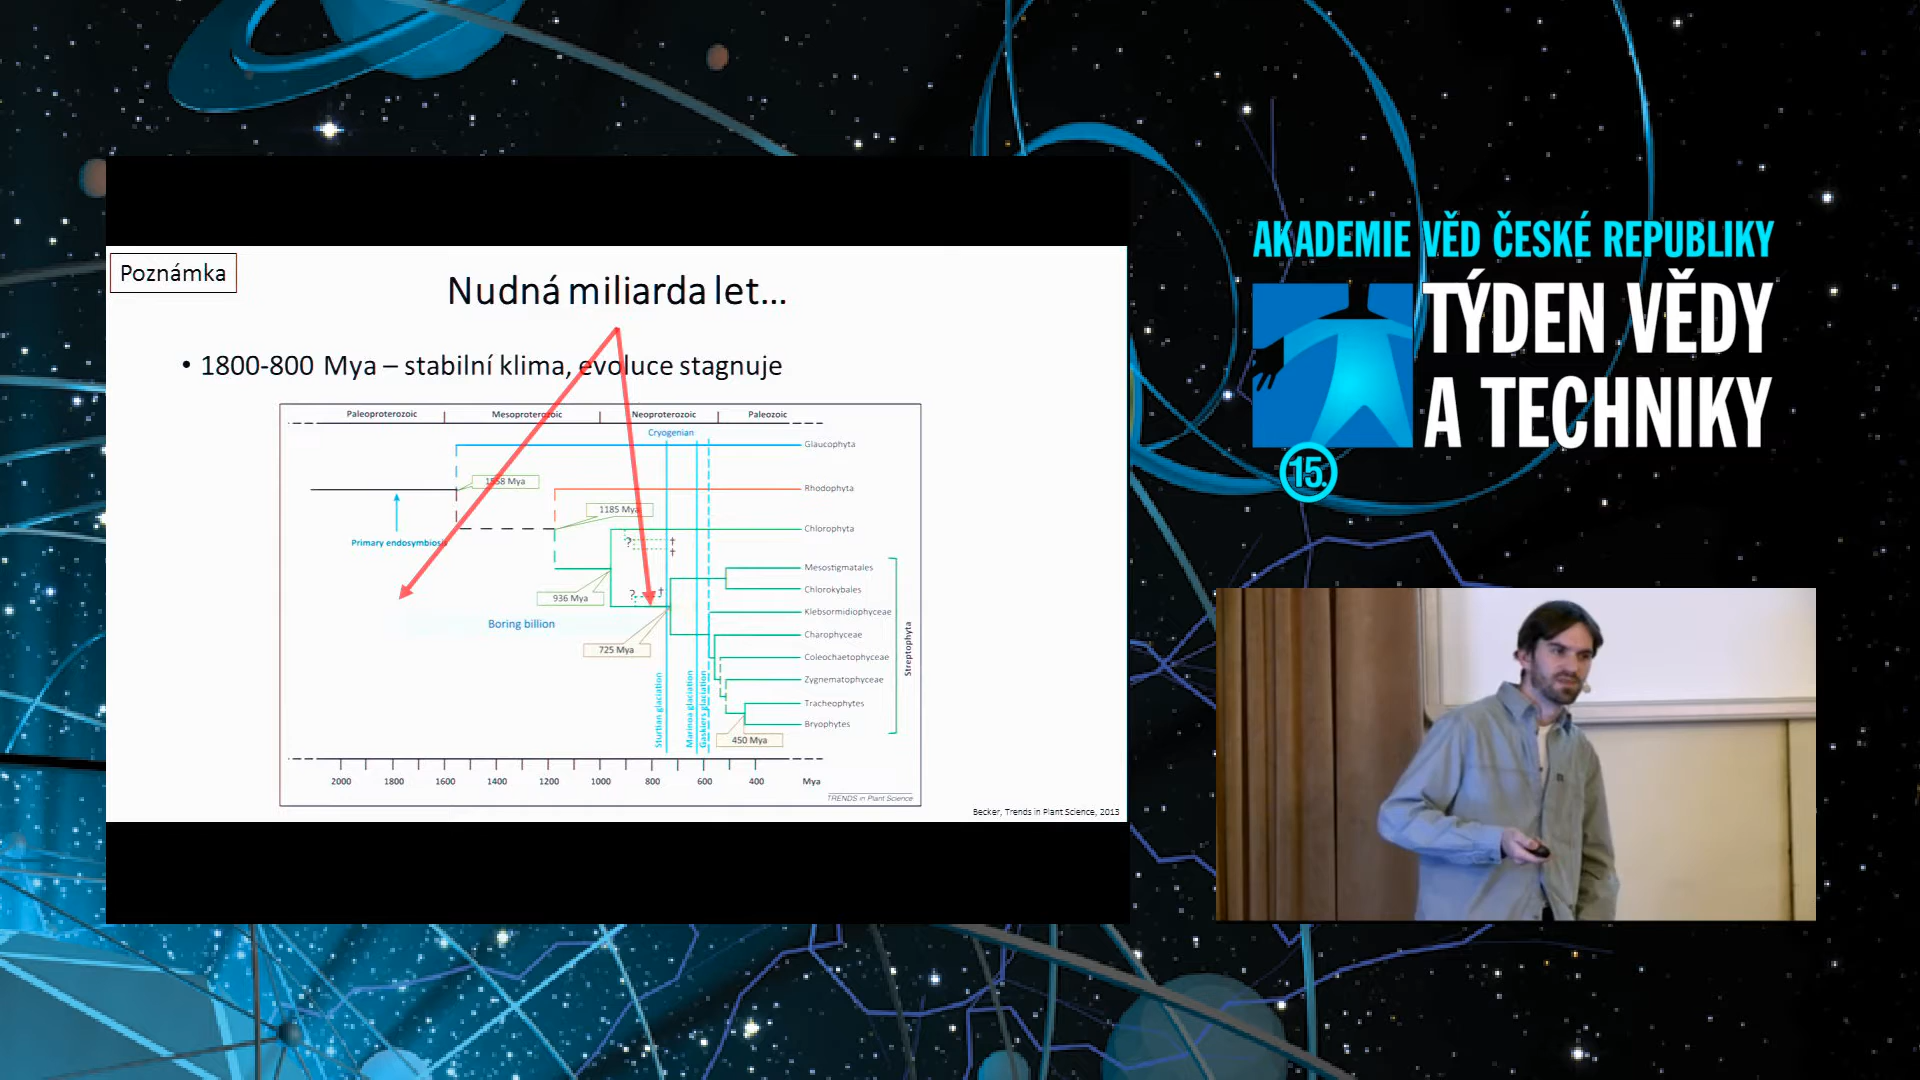 Poznámka
Nudná miliarda let...
• 1800-800 Mya – stabilní klima, evoluce stagnuje
Paleoproterozoic
Mesoproterozoic
Neoproterozoic
Paleozoic
Cryogenian
Glaucophyta
1558 Mya
Rhodophyta
1185 Mya
Chlorophyta
Primary endosymbiosis
?
†
†
Mesostigmatales
Chlorokybales
936 Mya
?
†
Klebsormidiophyceae
Boring billion
Charophyceae
725 Mya
Coleochaetophyceae
Zygnematophyceae
Tracheophytes
Bryophytes
450 Mya
Streptophyta
Sturtian glaciation
Marinoa glaciation
Gaskiers glaciation
2000 1800 1600 1400 1200 1000 800 600 400 Mya
TRENDS in Plant Science
Becker, Trends in Plant Science, 2013
AKADEMIE VĚD ČESKÉ REPUBLIKY
TÝDEN VĚDY
A TECHNIKY
15.